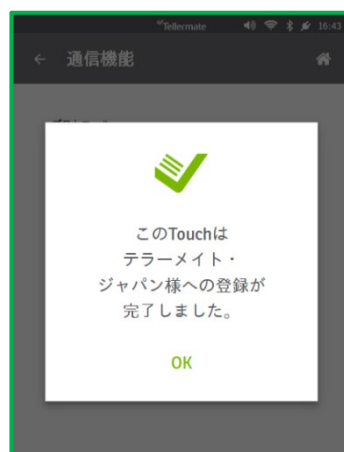 Tellermate 16:43
通信機能
このTouchは
テラーメイト・
ジャパン様への登録が
完了しました。
OK